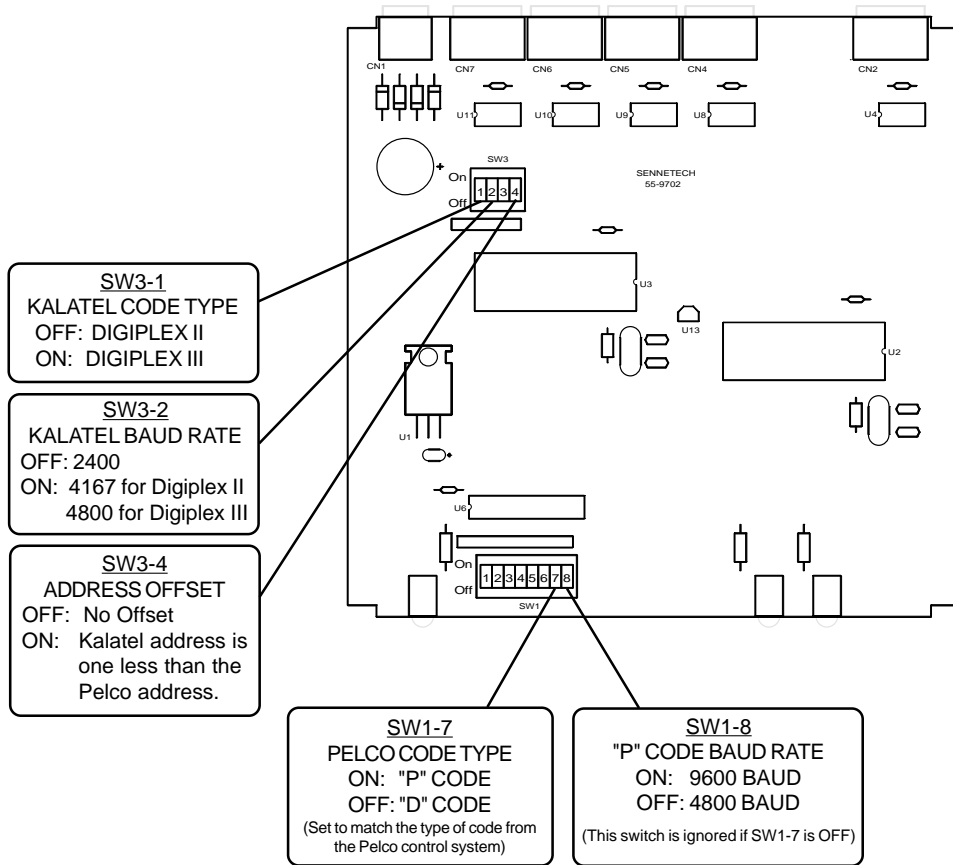 CN1
CN7
CN6
CN5
CN4
CN2
U11
U10
U9
U8
U4
SW3
On
1 2 3 4
Off
SENNETECH
55-9702
U3
U13
U2
U1
U6
On
1 2 3 4 5 6 7 8
Off
SW1
SW3-1
KALATEL CODE TYPE
OFF: DIGIPLEX II
ON: DIGIPLEX III
SW3-2
KALATEL BAUD RATE
OFF: 2400
ON: 4167 for Digiplex II
4800 for Digiplex III
SW3-4
ADDRESS OFFSET
OFF: No Offset
ON: Kalatel address is
one less than the
Pelco address.
SW1-7
PELCO CODE TYPE
ON: "P" CODE
OFF: "D" CODE
(Set to match the type of code from
the Pelco control system)
SW1-8
"P" CODE BAUD RATE
ON: 9600 BAUD
OFF: 4800 BAUD
(This switch is ignored if SW1-7 is OFF)